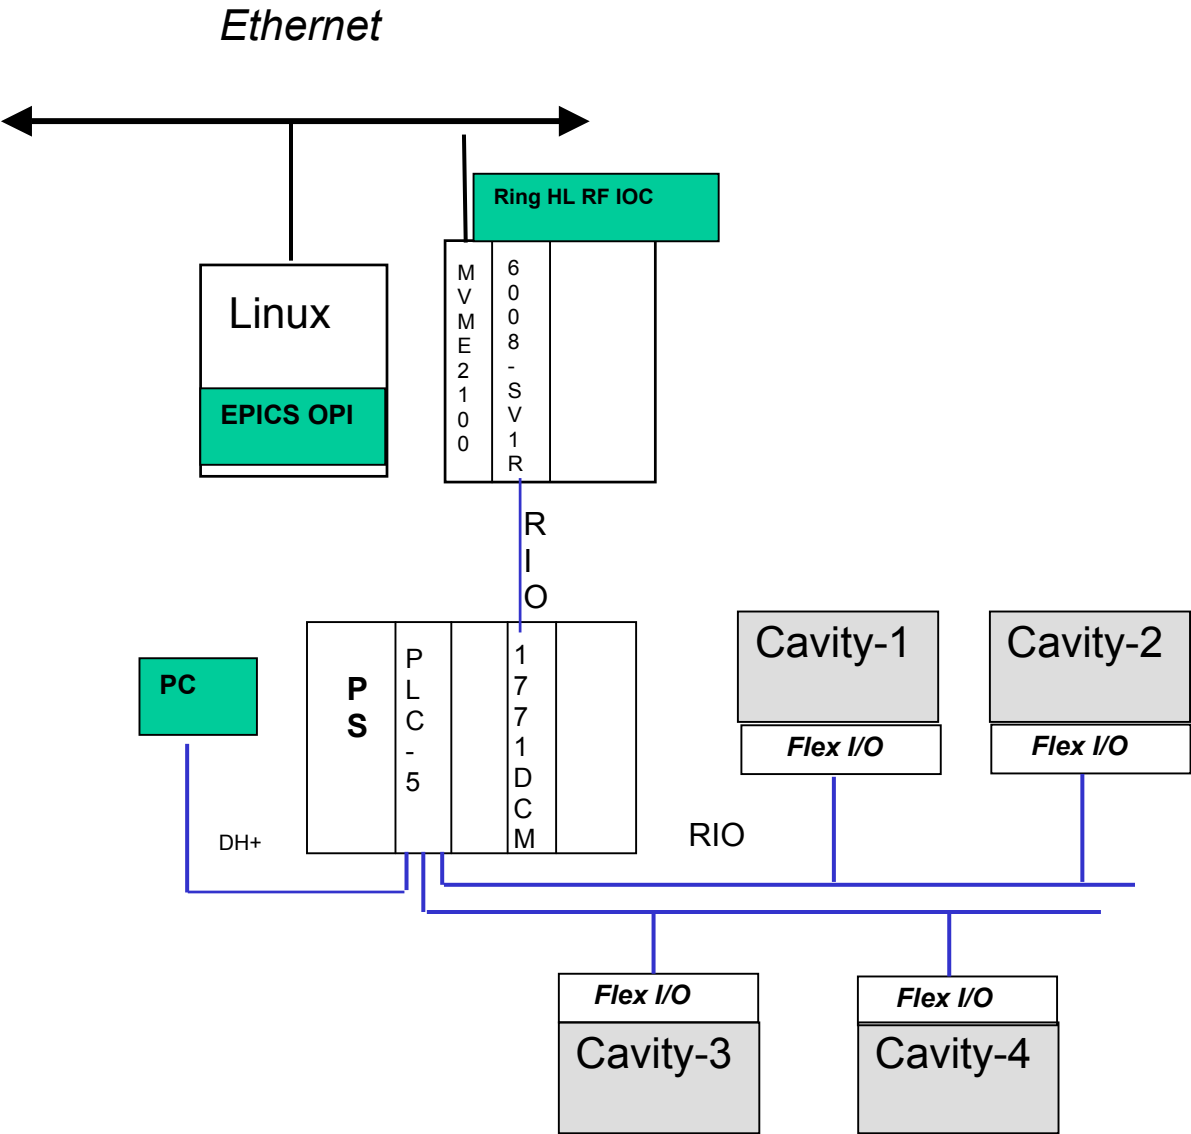 Ethernet
Ring HL RF IOC
Linux
EPICS OPI
MVME2100
6008-SV1R
RIO
PC
PS
PLC-5
1771DCM
DH+
RIO
Cavity-1
Cavity-2
Flex I/O
Flex I/O
Flex I/O
Flex I/O
Cavity-3
Cavity-4